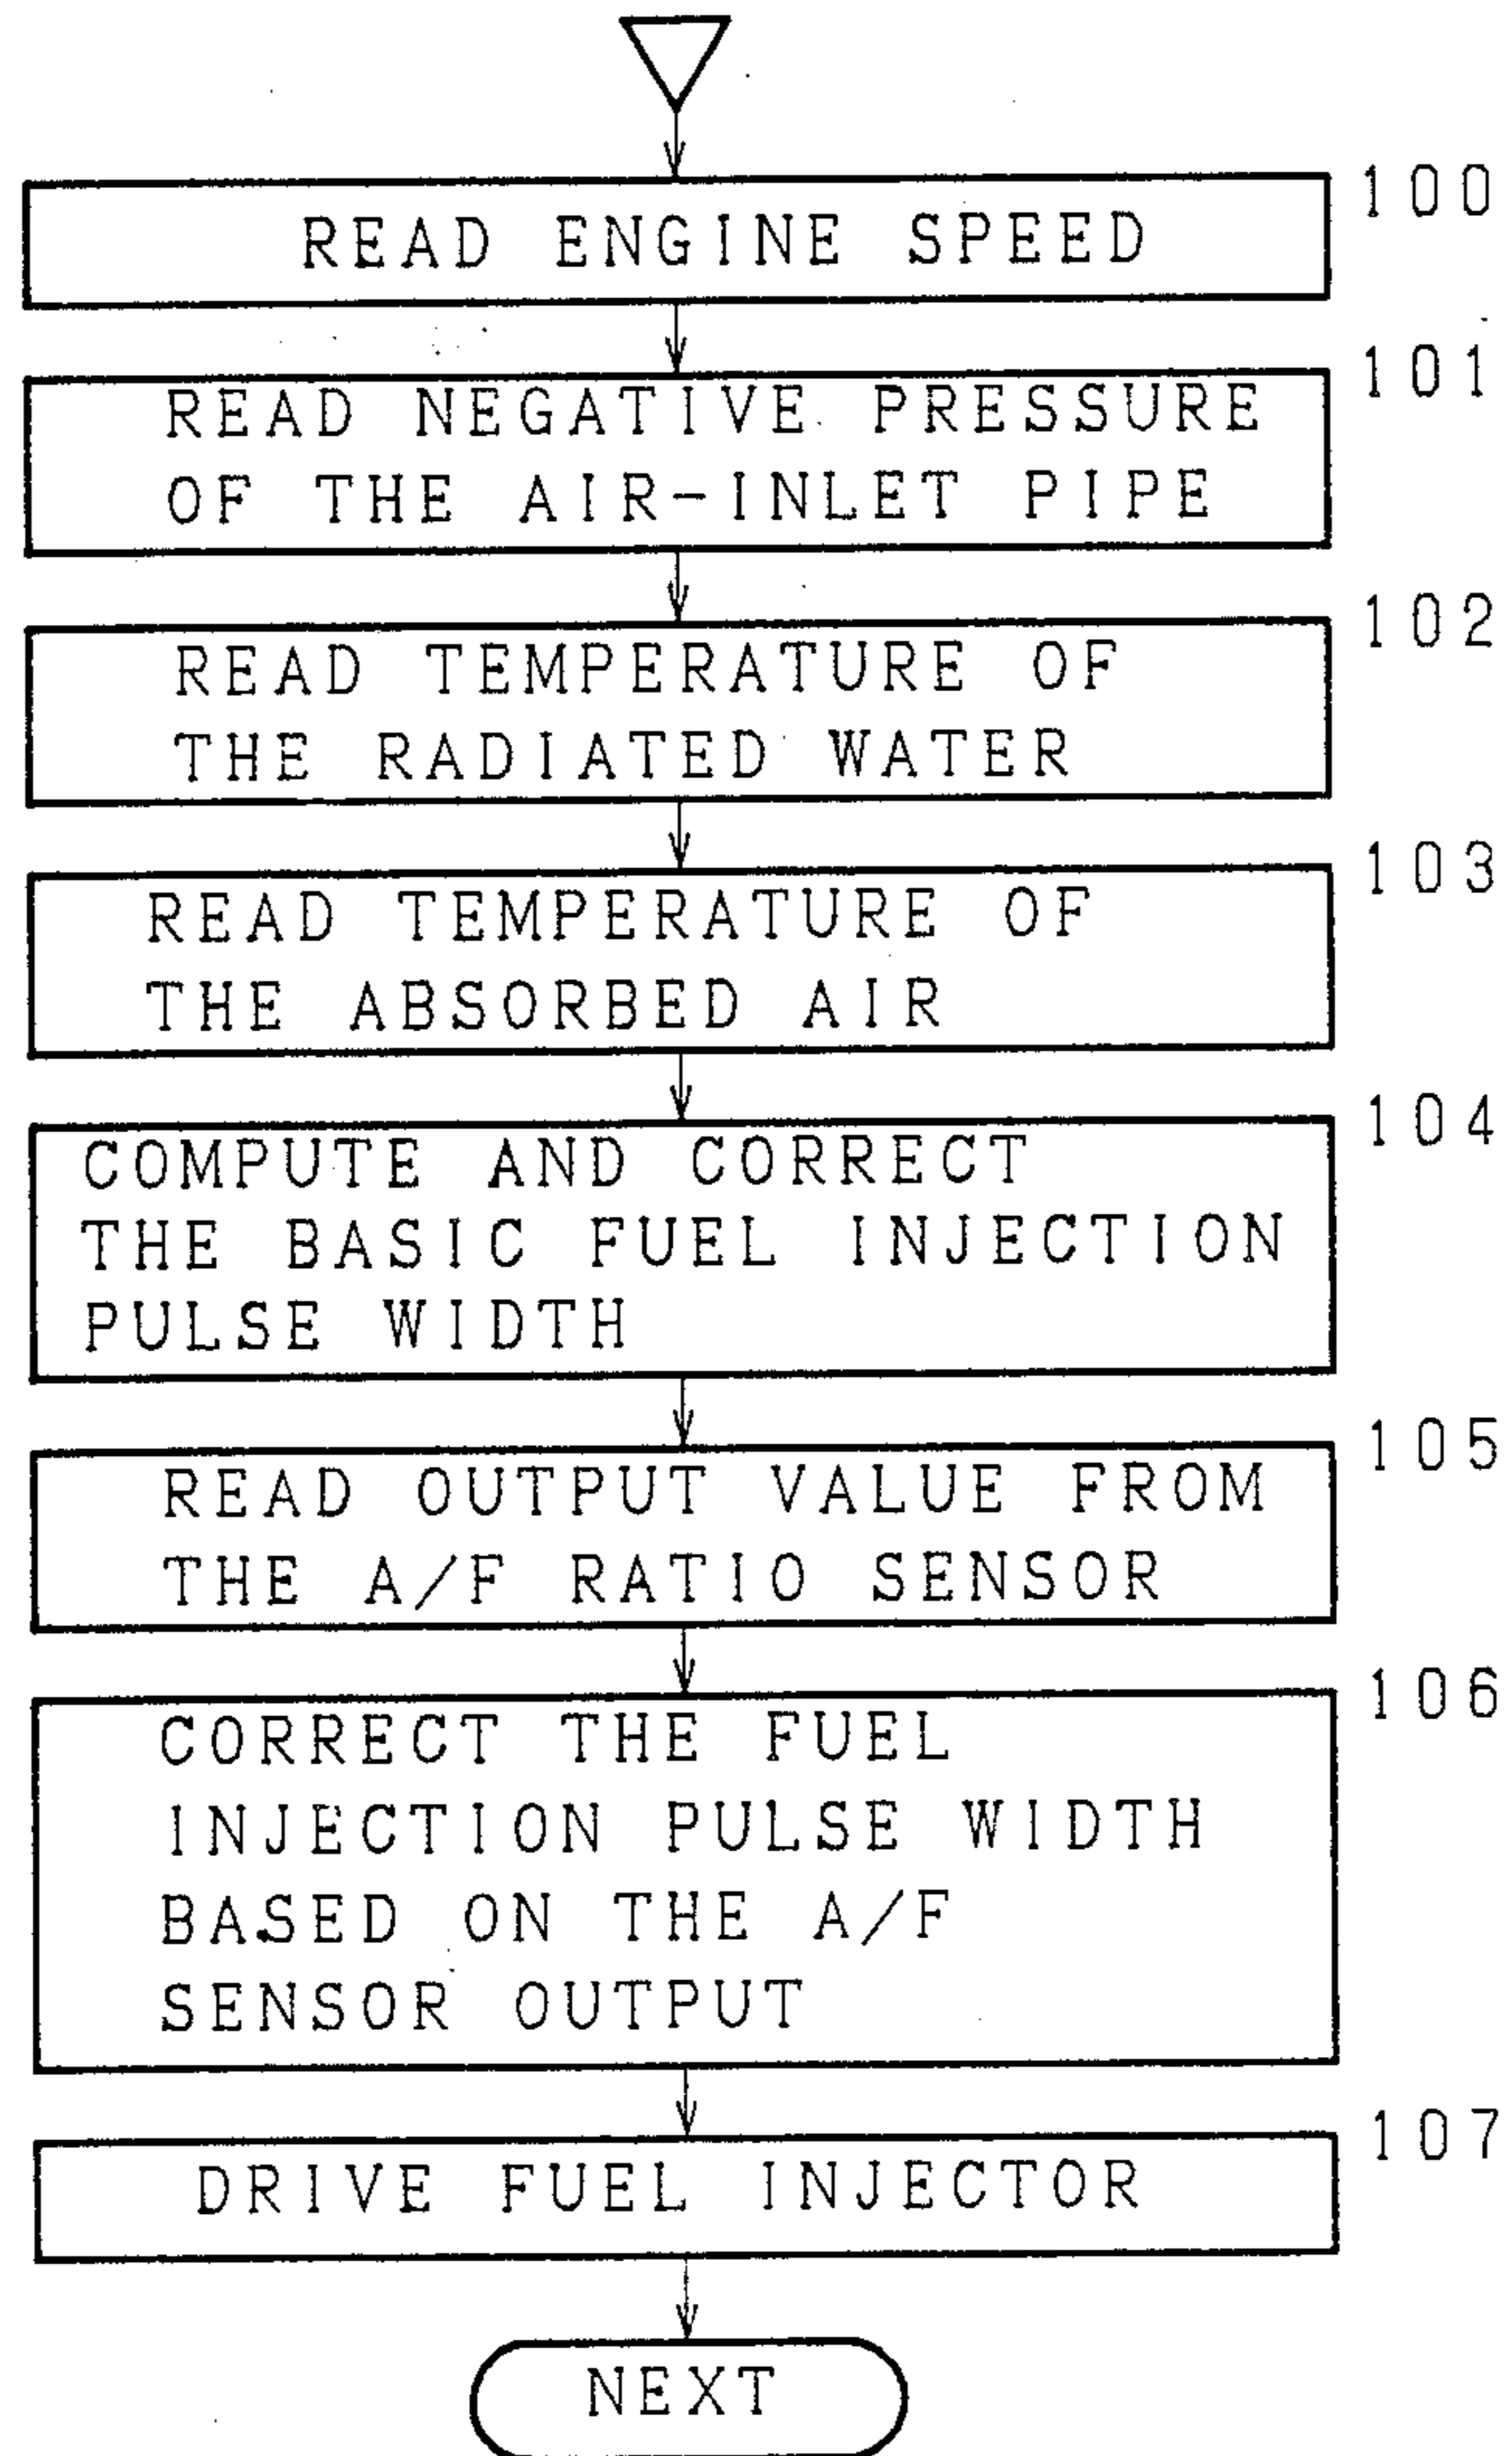 100
READ ENGINE SPEED
101
READ NEGATIVE PRESSURE
OF THE AIR-INLET PIPE
102
READ TEMPERATURE OF
THE RADIATED WATER
103
READ TEMPERATURE OF
THE ABSORBED AIR
104
COMPUTE AND CORRECT
THE BASIC FUEL INJECTION
PULSE WIDTH
105
READ OUTPUT VALUE FROM
THE A/F RATIO SENSOR
106
CORRECT THE FUEL
INJECTION PULSE WIDTH
BASED ON THE A/F
SENSOR OUTPUT
107
DRIVE FUEL INJECTOR
NEXT